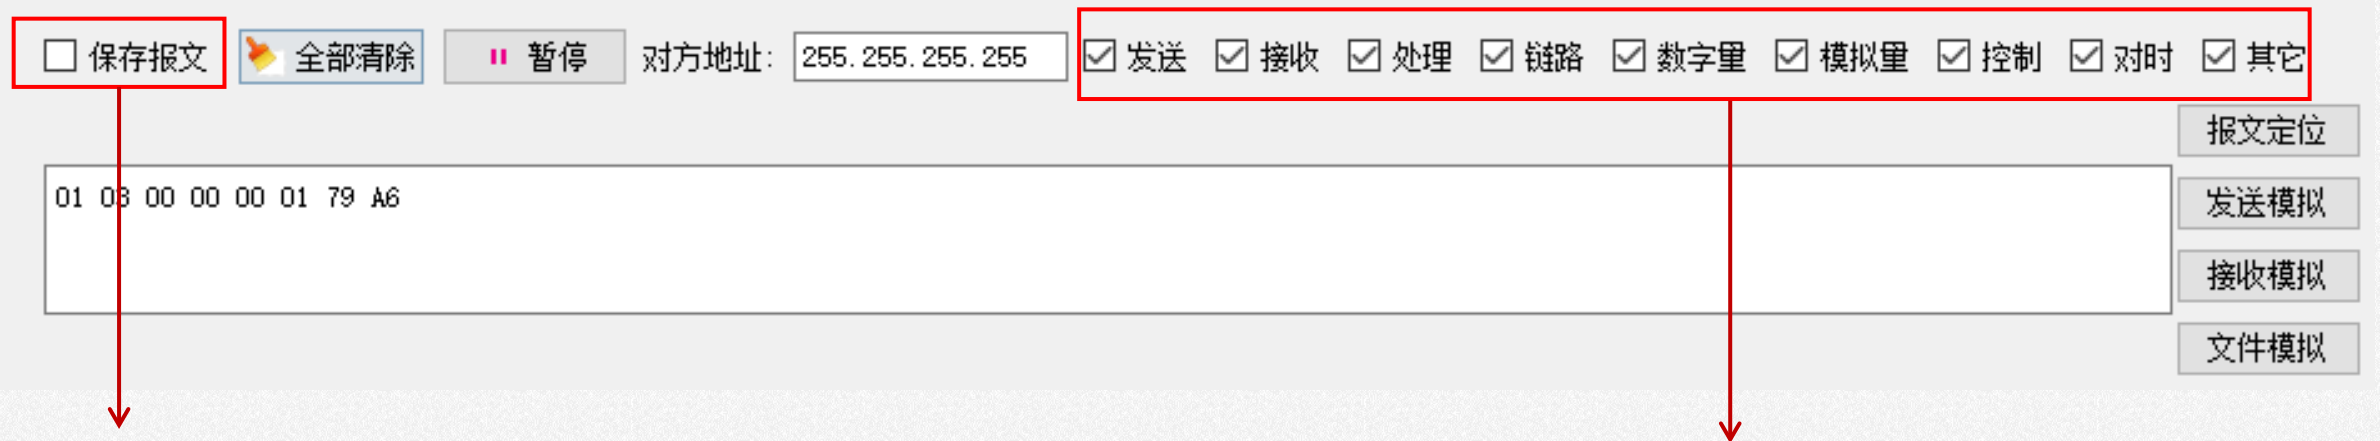 保存报文 全部清除 暂停 对方地址: 255.255.255.255 发送 接收 处理 链路 数字量 模拟量 控制 对时 其它
报文定位
01 03 00 00 00 01 79 A6
发送模拟
接收模拟
文件模拟